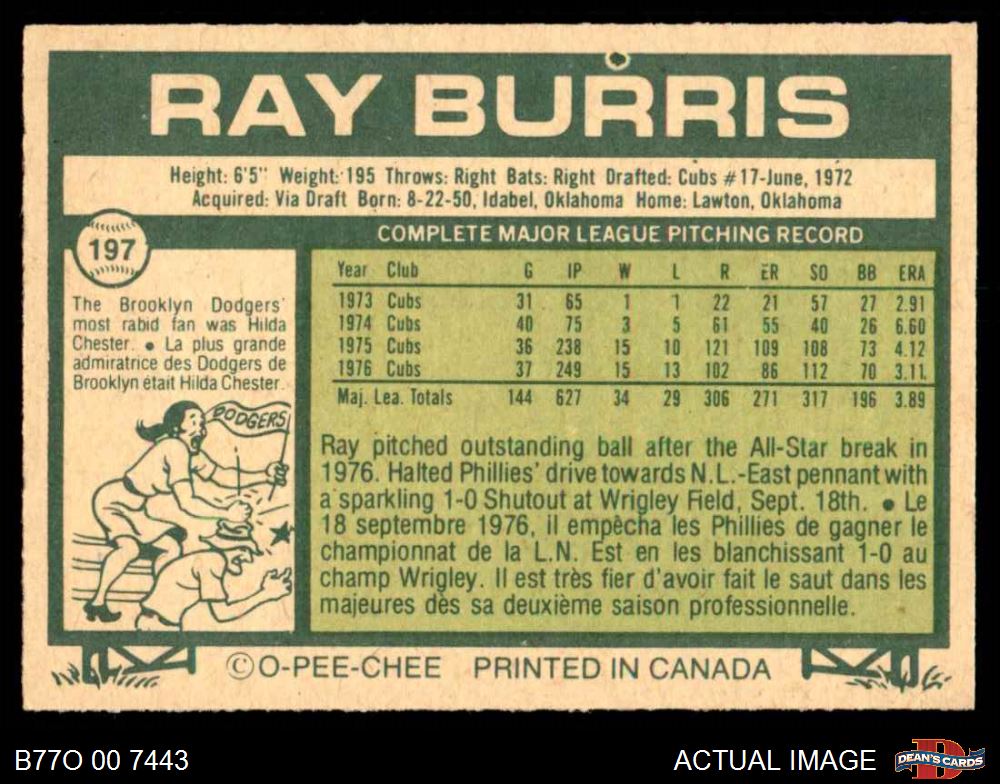 RAY BURRIS
Height: 6'5" Weight: 195 Throws: Right Bats: Right Drafted: Cubs #17-June, 1972
Acquired: Via Draft Born: 8-22-50, Idabel, Oklahoma Home: Lawton, Oklahoma
197
The Brooklyn Dodgers'
most rabid fan was Hilda
Chester. ● La plus grande
admiratrice des Dodgers de
Brooklyn était Hilda Chester.
DODGERS
COMPLETE MAJOR LEAGUE PITCHING RECORD
Year Club G IP W L R ER SO BB ERA
1973 Cubs 31 65 1 1 22 21 57 27 2.91
1974 Cubs 40 75 3 5 61 55 40 26 6.60
1975 Cubs 36 238 15 10 121 109 108 73 4.12
1976 Cubs 37 249 15 13 102 86 112 70 3.11
Maj. Lea. Totals 144 627 34 29 306 271 317 196 3.89
Ray pitched outstanding ball after the All-Star break in
1976. Halted Phillies' drive towards N.L.-East pennant with
a sparkling 1-0 Shutout at Wrigley Field, Sept. 18th. ● Le
18 septembre 1976, il empêcha les Phillies de gagner le
championnat de la L.N. Est en les blanchissant 1-0 au
champ Wrigley. Il est très fier d'avoir fait le saut dans les
majeures dès sa deuxième saison professionnelle.
© O-PEE-CHEE PRINTED IN CANADA
B77O 00 7443
ACTUAL IMAGE
DEAN'S CARDS